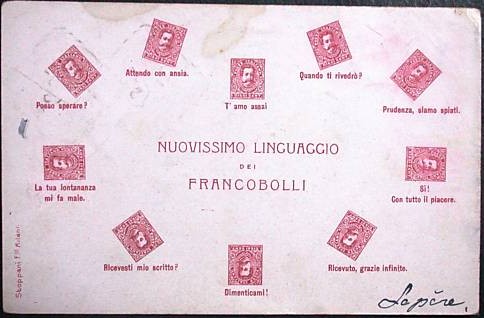 Attendo con ansia.
Quando ti rivedrò?
Posso sperare?
T' amo assai
Prudenza, siamo spiati.
NUOVISSIMO LINGUAGGIO
DEI
FRANCOBOLLI
La tua lontananza
mi fa male.
Si!
Con tutto il piacere.
Ricevesti mio scritto?
Dimenticami!
Ricevuto, grazie infinite.